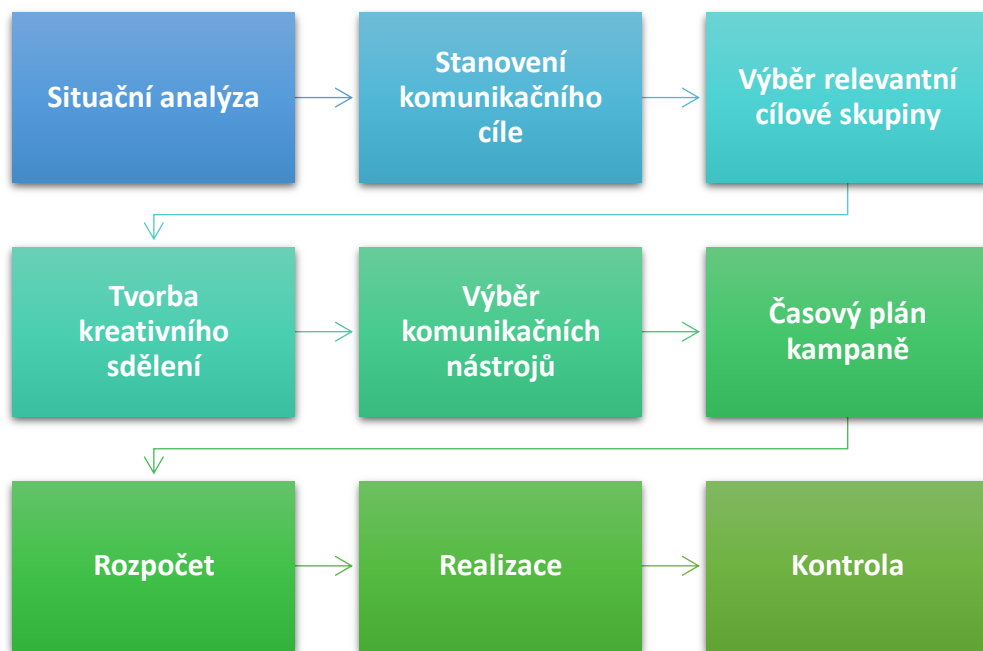 Situační analýza
Stanovení
komunikačního
cíle
Výběr relevantní
cílové skupiny
Tvorba
kreativního
sdělení
Výběr
komunikačních
nástrojů
Časový plán
kampaně
Rozpočet
Realizace
Kontrola